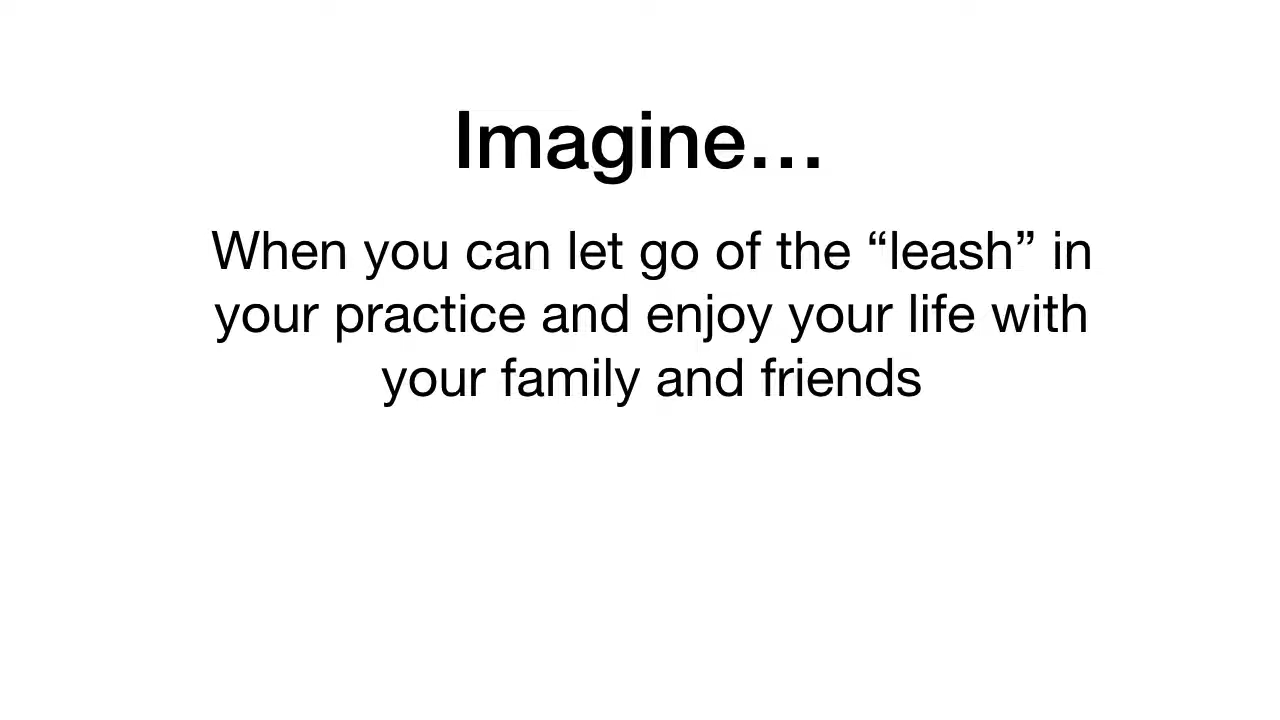 Imagine…
When you can let go of the “leash” in
your practice and enjoy your life with
your family and friends